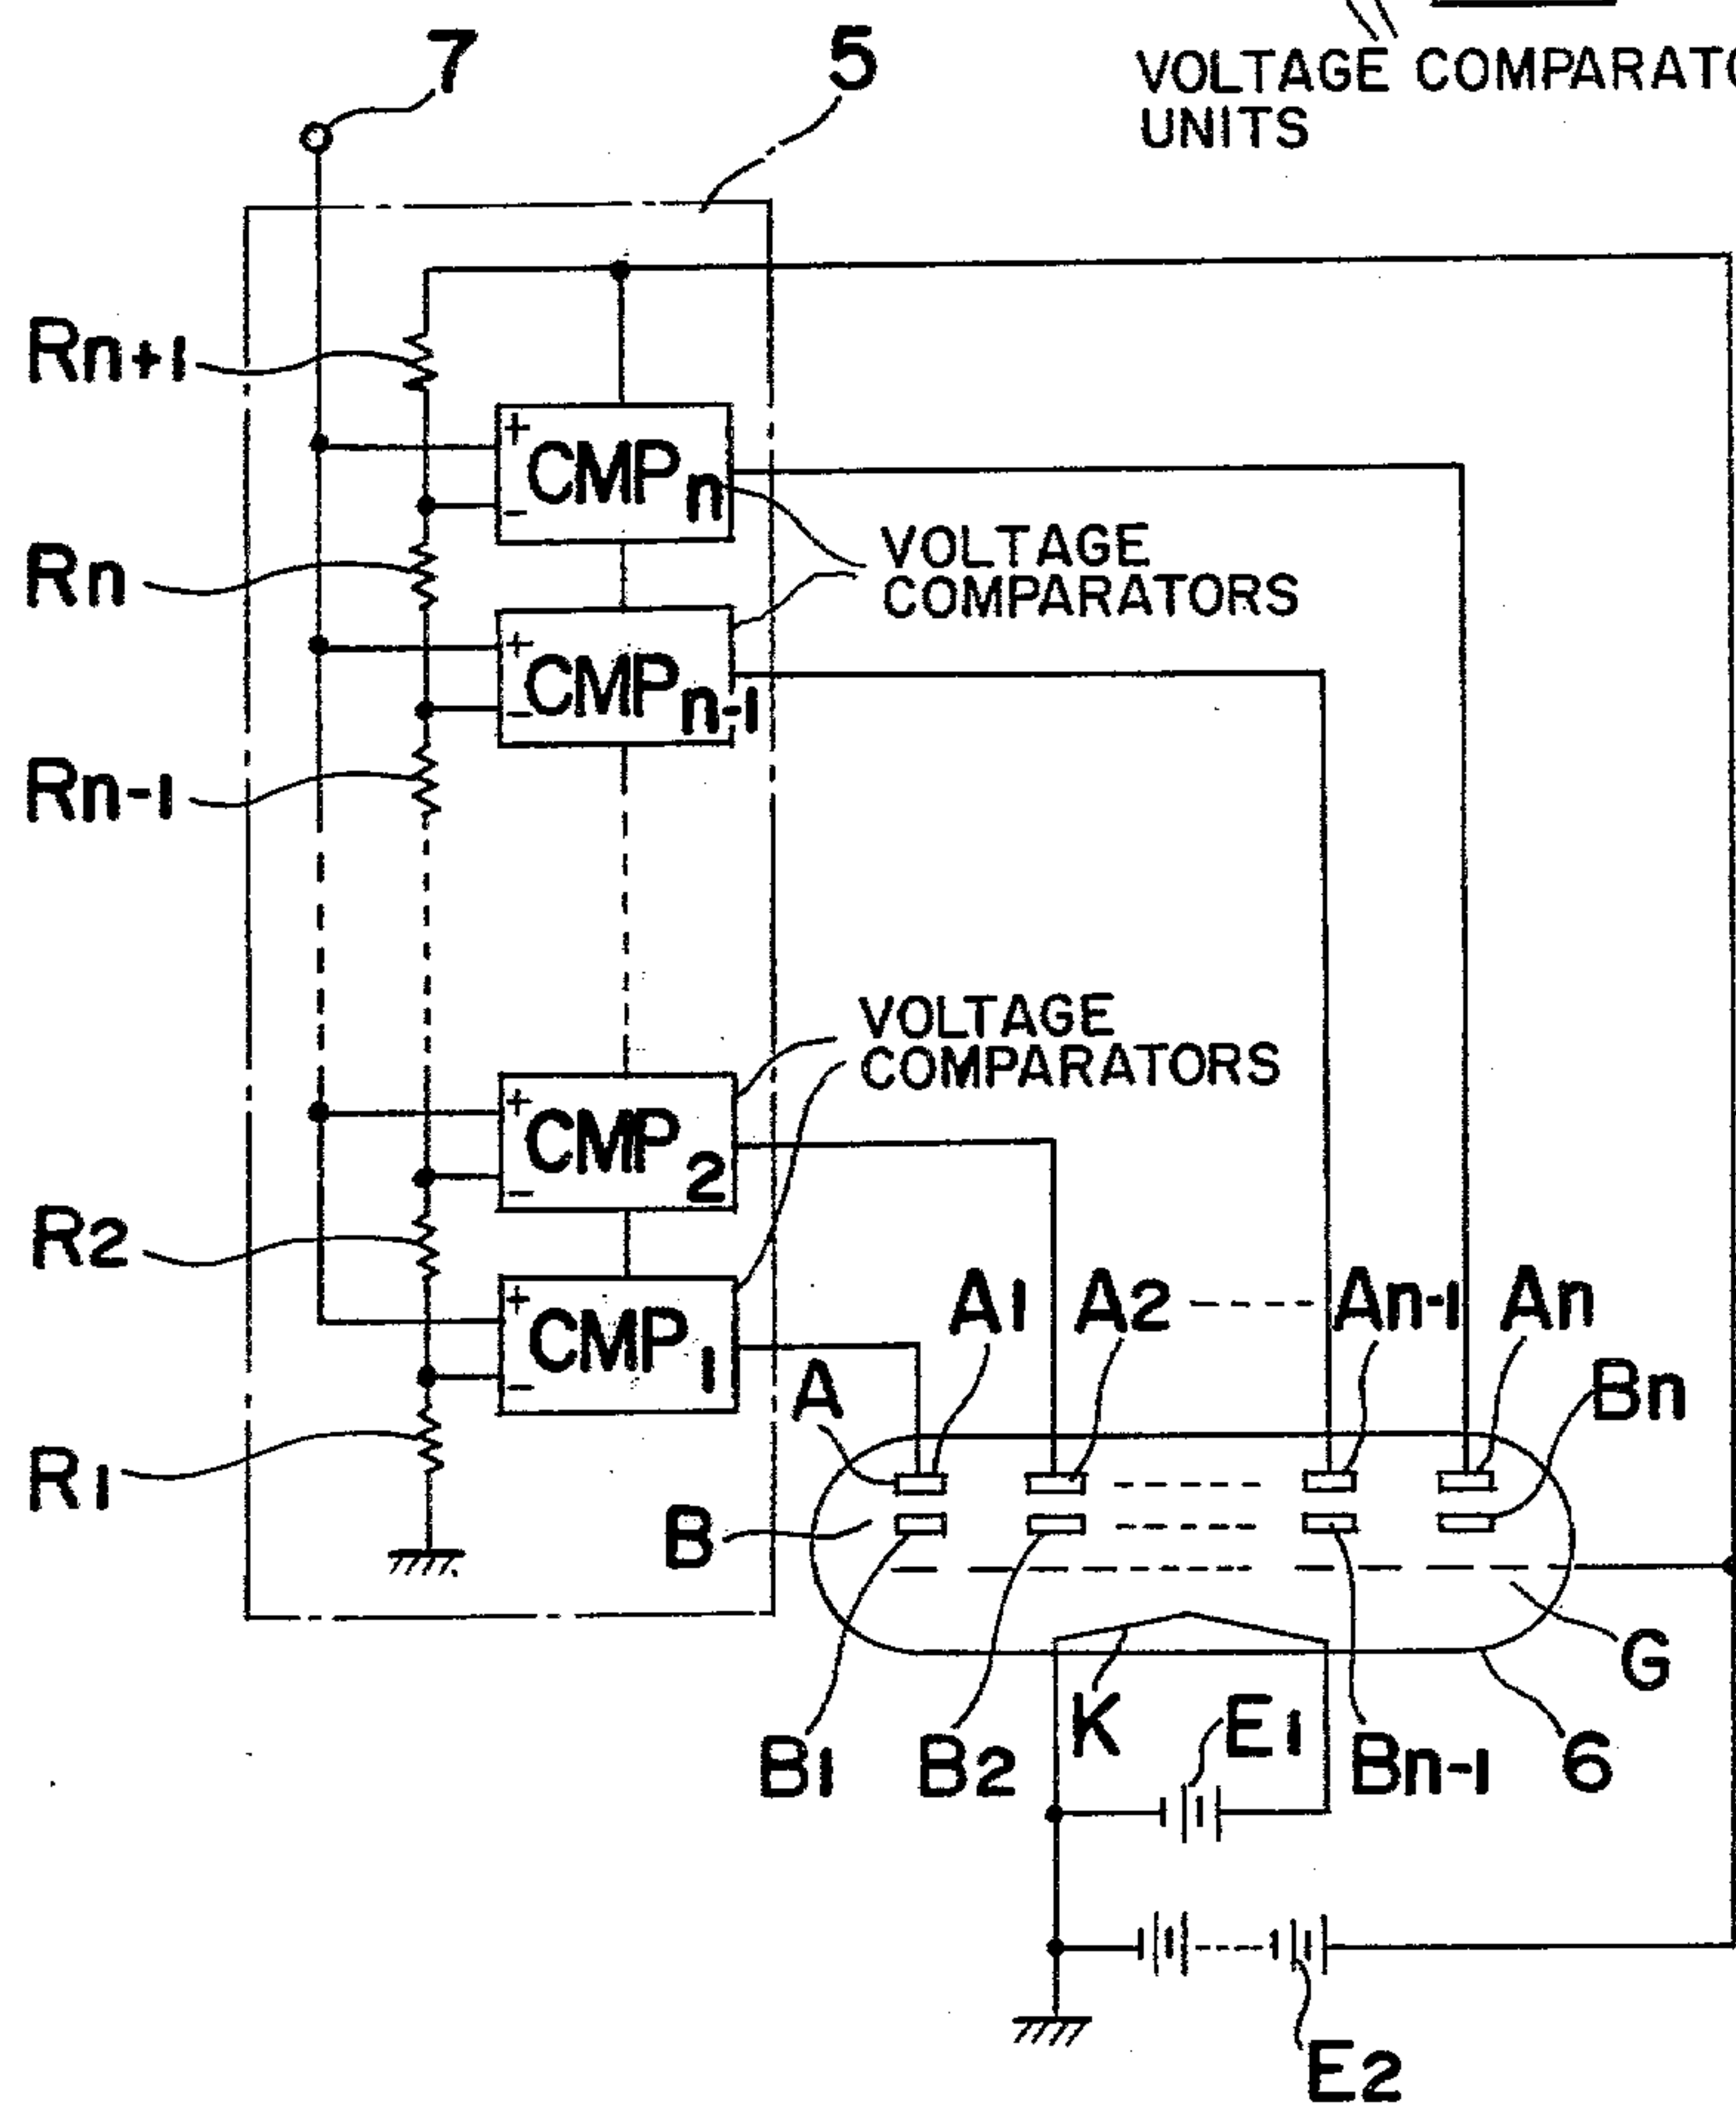 7
5
VOLTAGE COMPARATO
UNITS
Rn+1
+
CMPn
-
VOLTAGE
COMPARATORS
Rn
+
CMPn-1
-
Rn-1
VOLTAGE
COMPARATORS
+
CMP2
-
R2
+
CMP1
-
A1
A2
An-1
An
A
Bn
R1
B
G
K
E1
B1
B2
Bn-1
6
E2